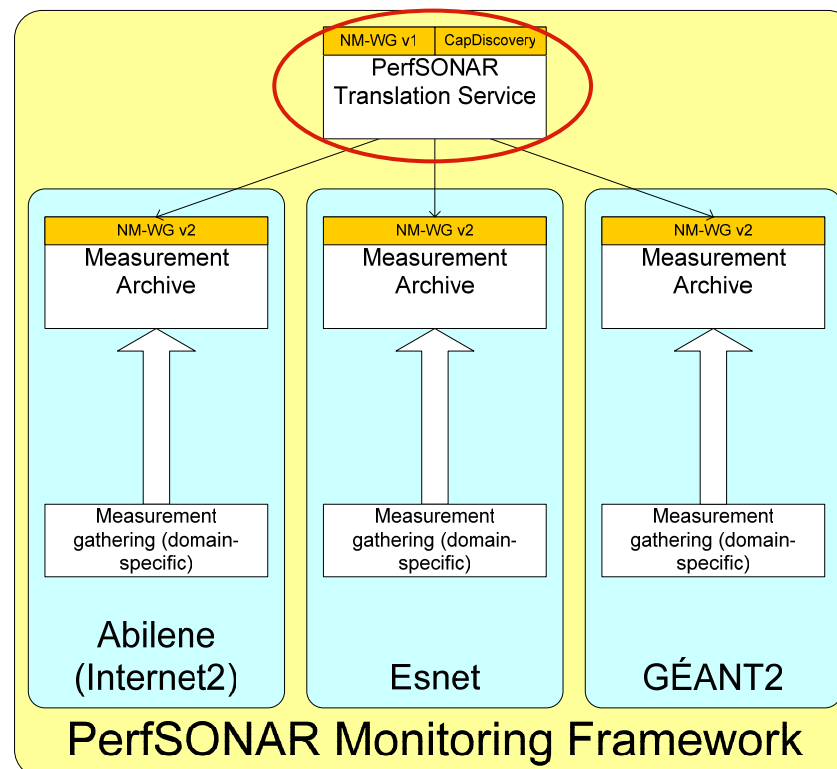 NM-WG v1 CapDiscovery
PerfSONAR
Translation Service
NM-WG v2
Measurement
Archive
NM-WG v2
Measurement
Archive
NM-WG v2
Measurement
Archive
Measurement
gathering (domain-
specific)
Measurement
gathering (domain-
specific)
Measurement
gathering (domain-
specific)
Abilene
(Internet2)
Esnet
GÉANT2
PerfSONAR Monitoring Framework